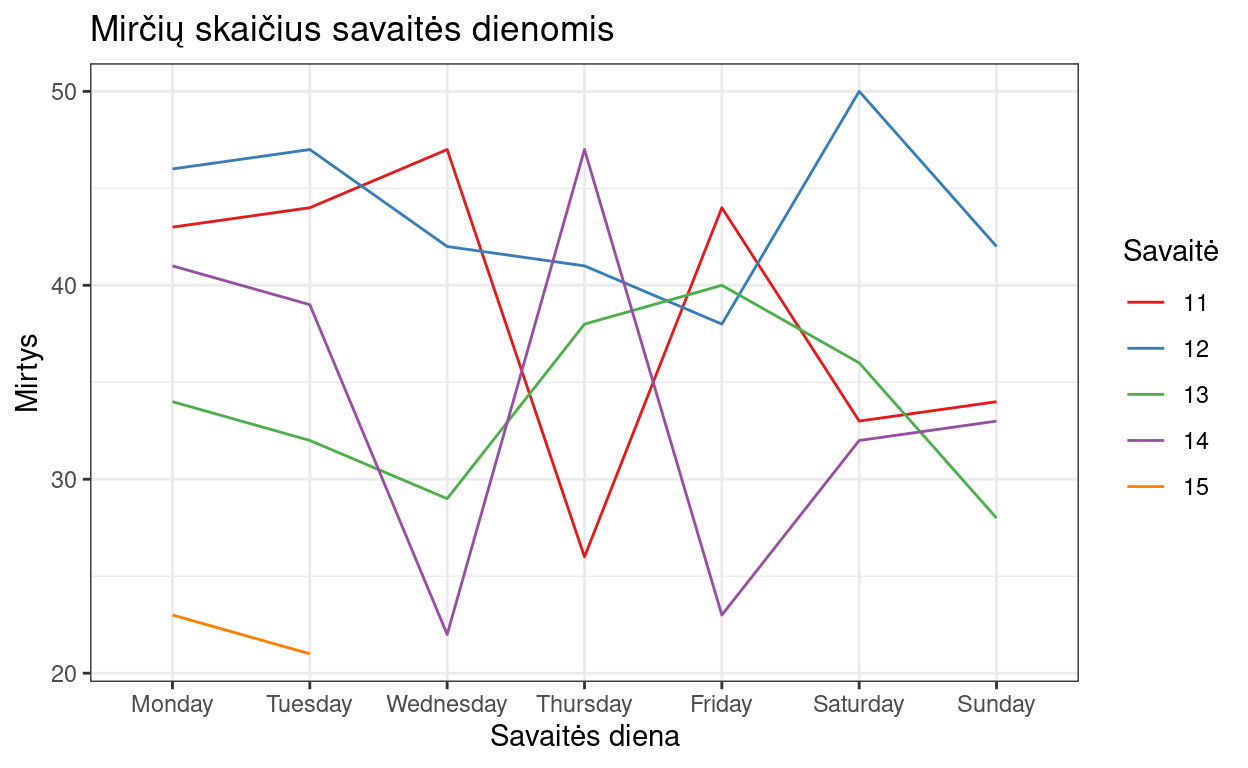 Mirčių skaičius savaitės dienomis
Mirtys
50
40
30
20
Monday Tuesday Wednesday Thursday Friday Saturday Sunday
Savaitės diena
Savaitė
11
12
13
14
15